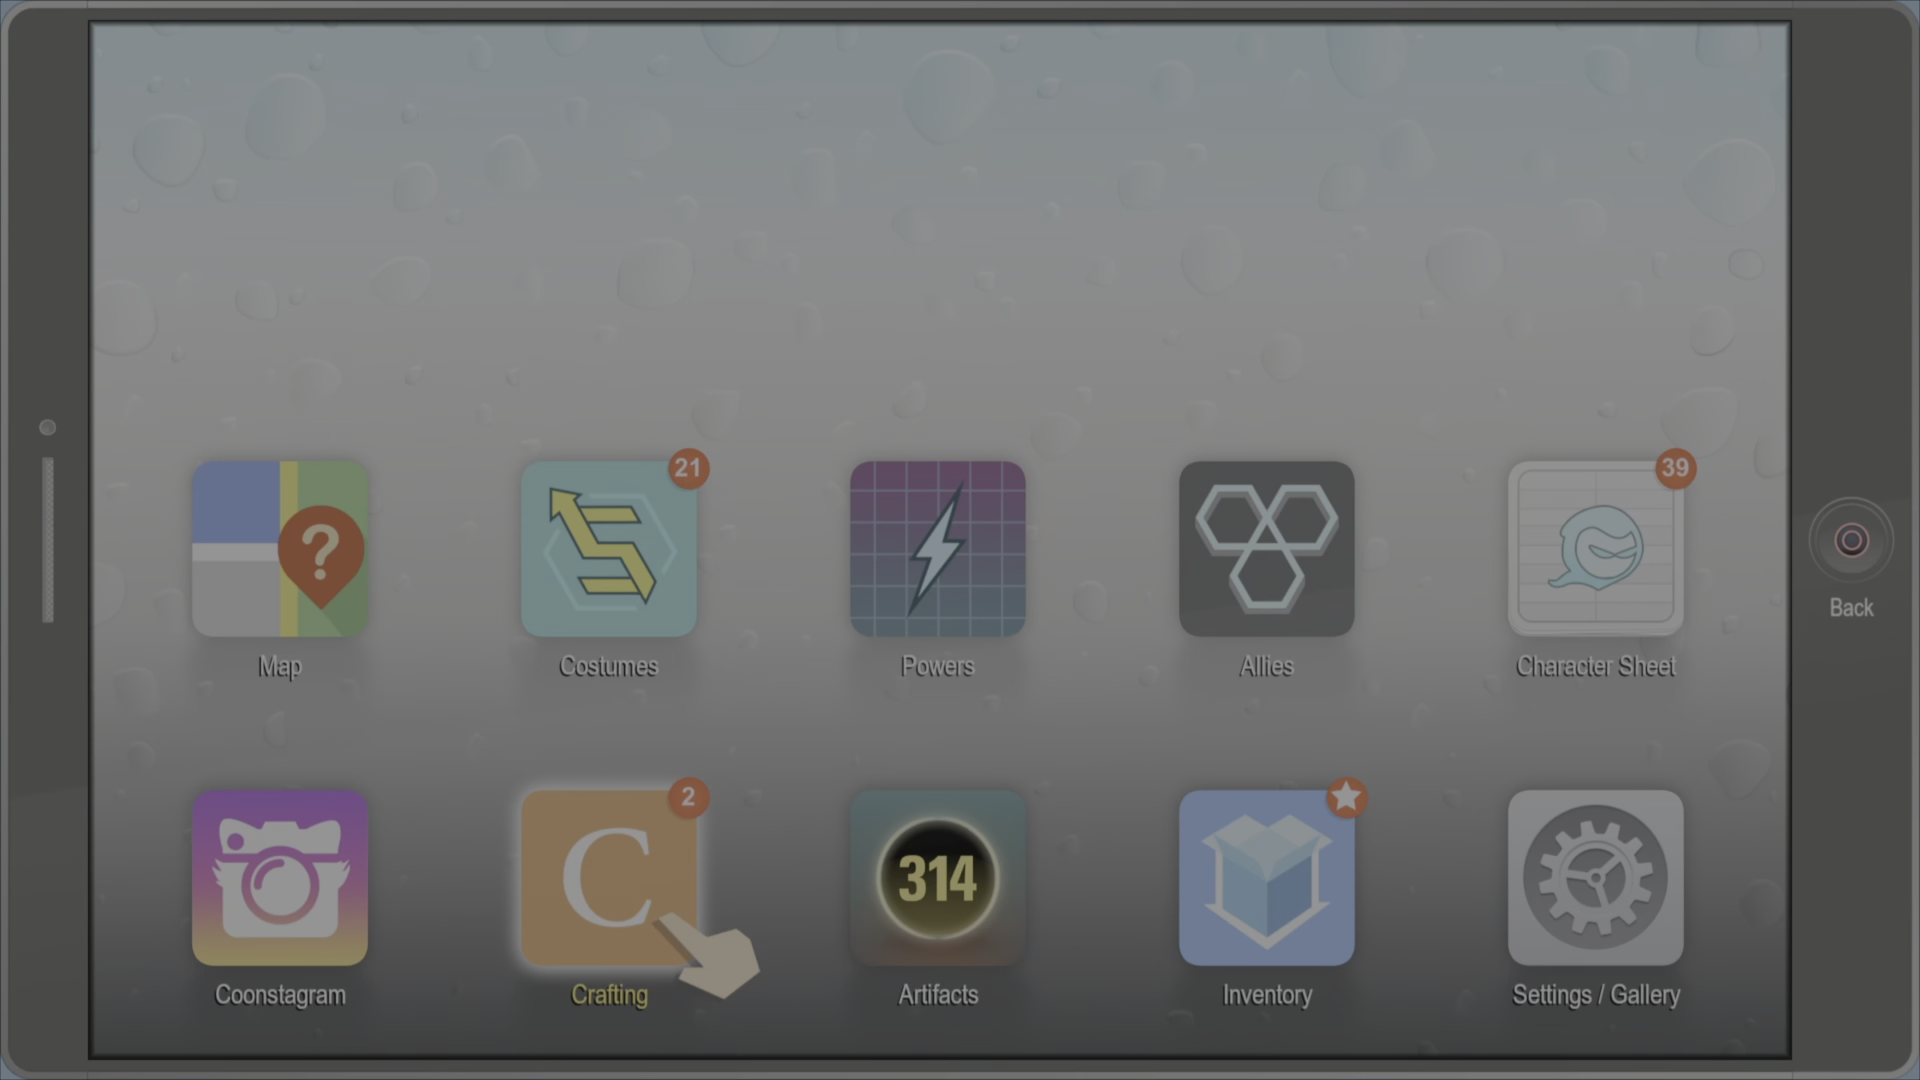 21
39
?
Map
Costumes
Powers
Allies
Character Sheet
Back
2
C
314
Coonstagram
Crafting
Artifacts
Inventory
Settings / Gallery